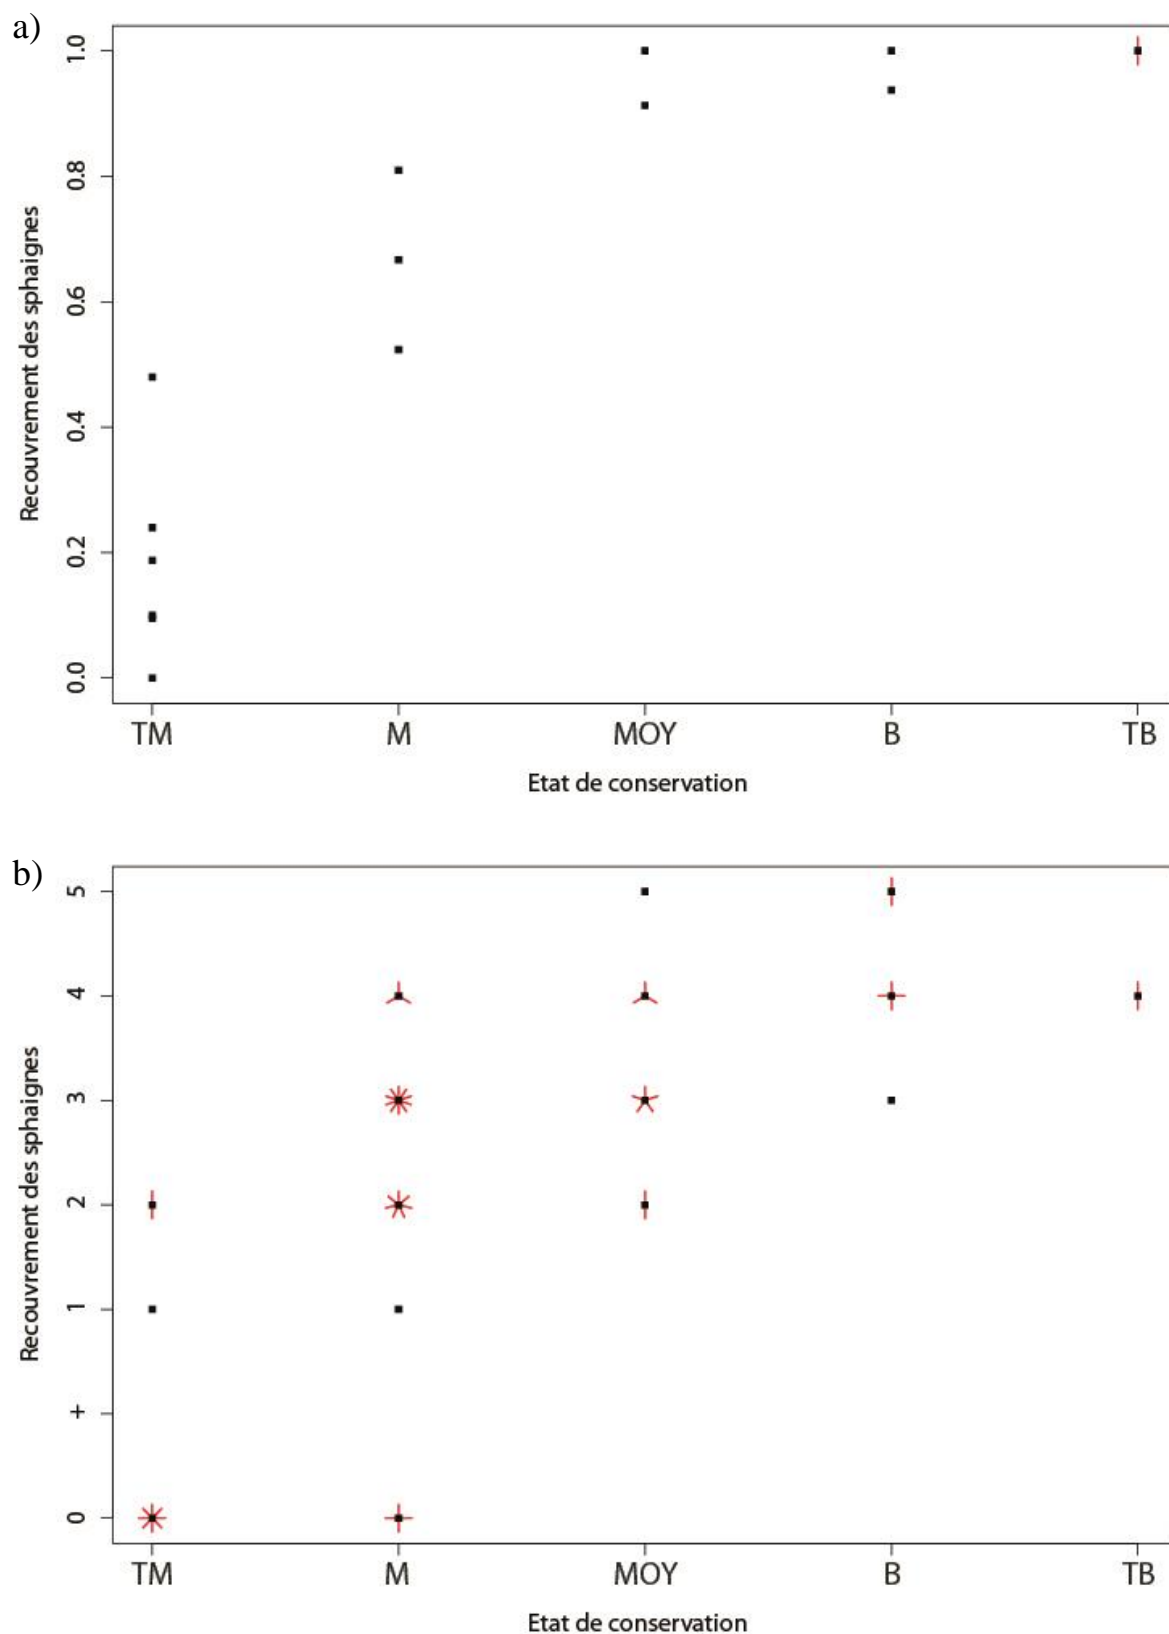 a)
1.0
0.8
0.6
0.4
0.2
0.0
Recouvrement des sphaignes
TM M MOY B TB
Etat de conservation
b)
5
4
3
2
1
+
0
Recouvrement des sphaignes
TM M MOY B TB
Etat de conservation